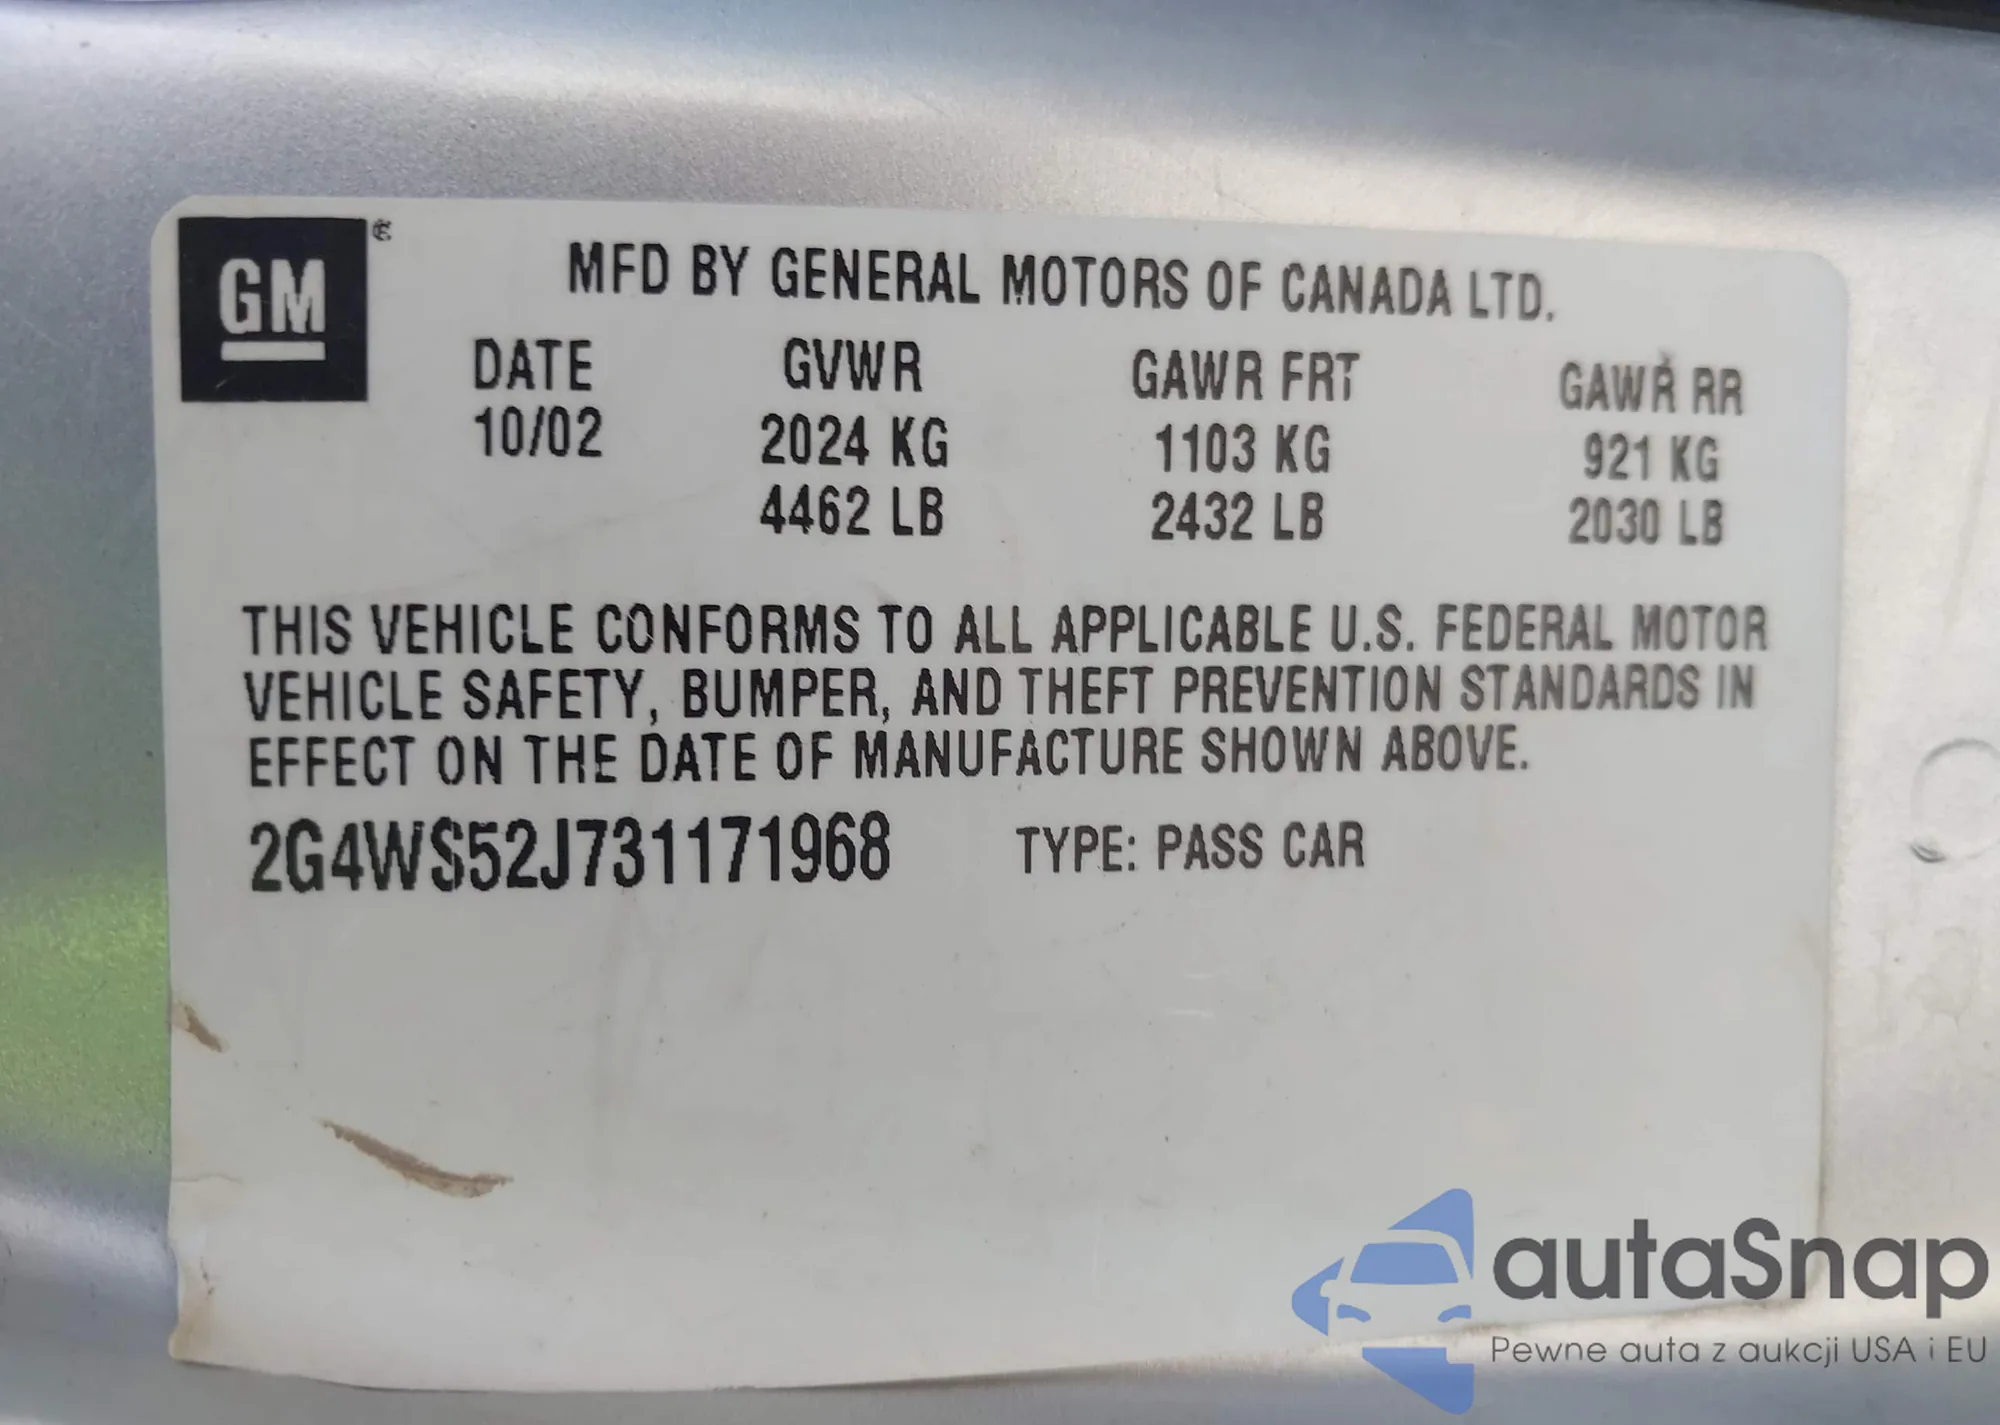 GM
MFD BY GENERAL MOTORS OF CANADA LTD.
DATE GVWR GAWR FRT GAWR RR
10/02 2024 KG 1103 KG 921 KG
4462 LB 2432 LB 2030 LB
THIS VEHICLE CONFORMS TO ALL APPLICABLE U.S. FEDERAL MOTOR
VEHICLE SAFETY, BUMPER, AND THEFT PREVENTION STANDARDS IN
EFFECT ON THE DATE OF MANUFACTURE SHOWN ABOVE.
2G4WS52J731171968 TYPE: PASS CAR
autaSnap
Pewne auta z aukcji USA i EU